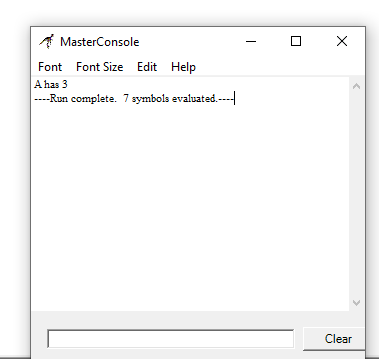 MasterConsole
Font Font Size Edit Help
A has 3
----Run complete.  7 symbols evaluated.----
Clear